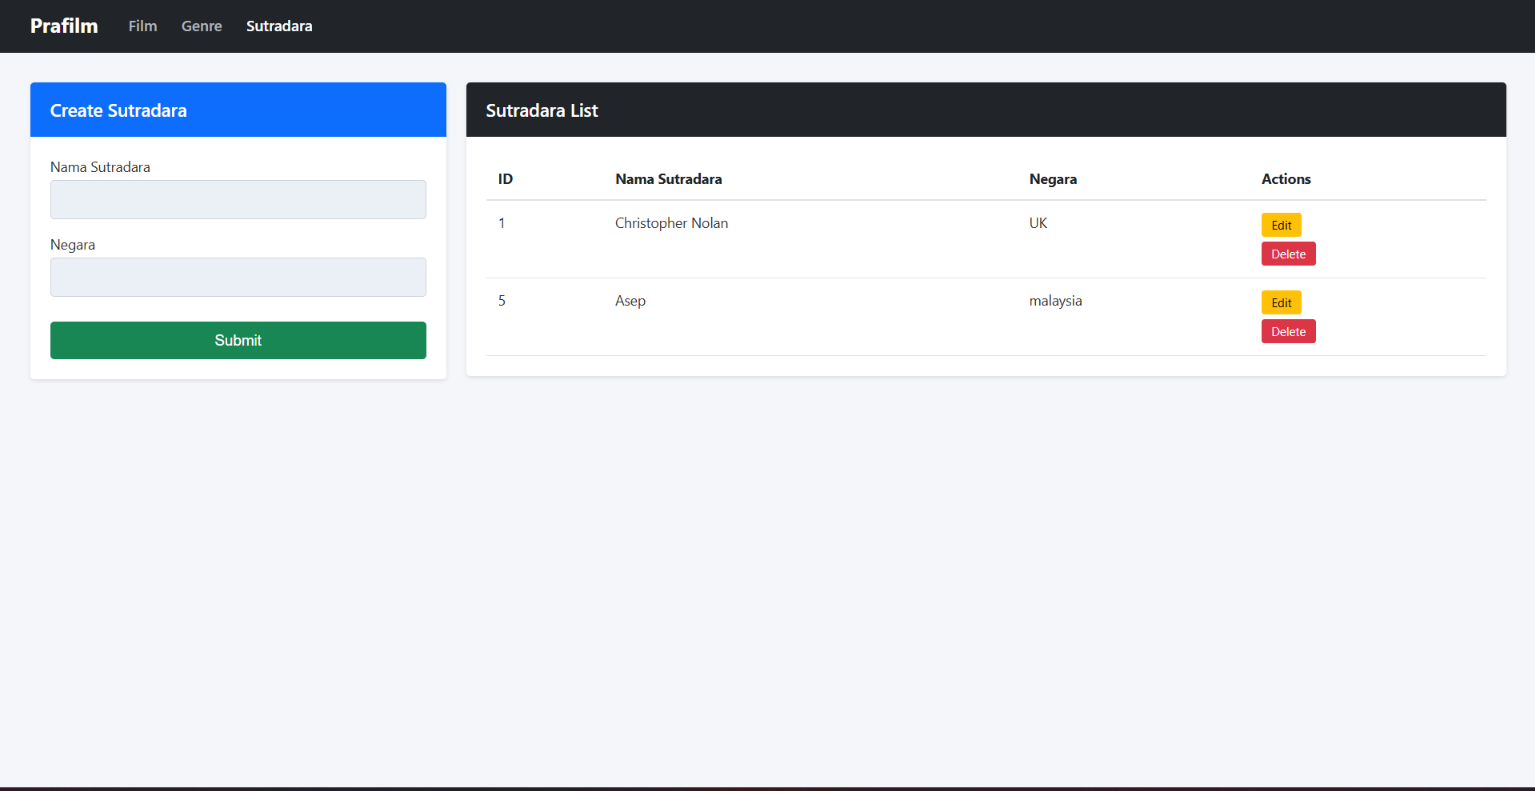 Prafilm Film Genre Sutradara
Create Sutradara
Nama Sutradara
Negara
Submit
Sutradara List
ID Nama Sutradara Negara Actions
1 Christopher Nolan UK Edit
Delete
5 Asep malaysia Edit
Delete